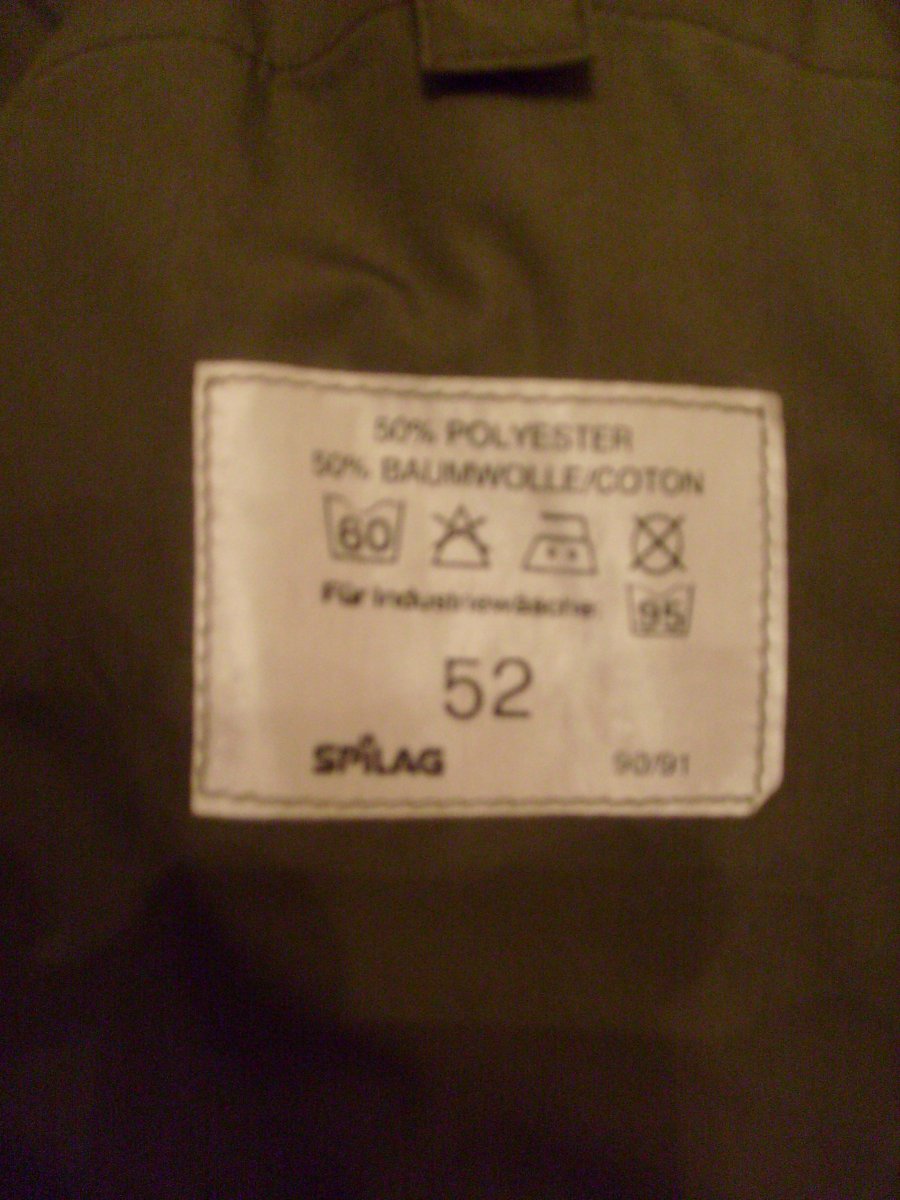 50% POLYESTER
50% BAUMWOLLE/COTON
60
Für Industriewäsche
95
52
SPILAG 90/91